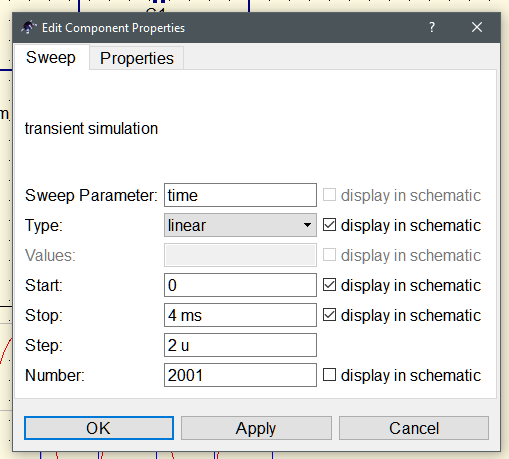 C1
Edit Component Properties
?
Sweep
Properties
m
transient simulation
Sweep Parameter: time display in schematic
Type: linear display in schematic
Values: display in schematic
Start: 0 display in schematic
Stop: 4 ms display in schematic
Step: 2 u
Number: 2001 display in schematic
OK Apply Cancel